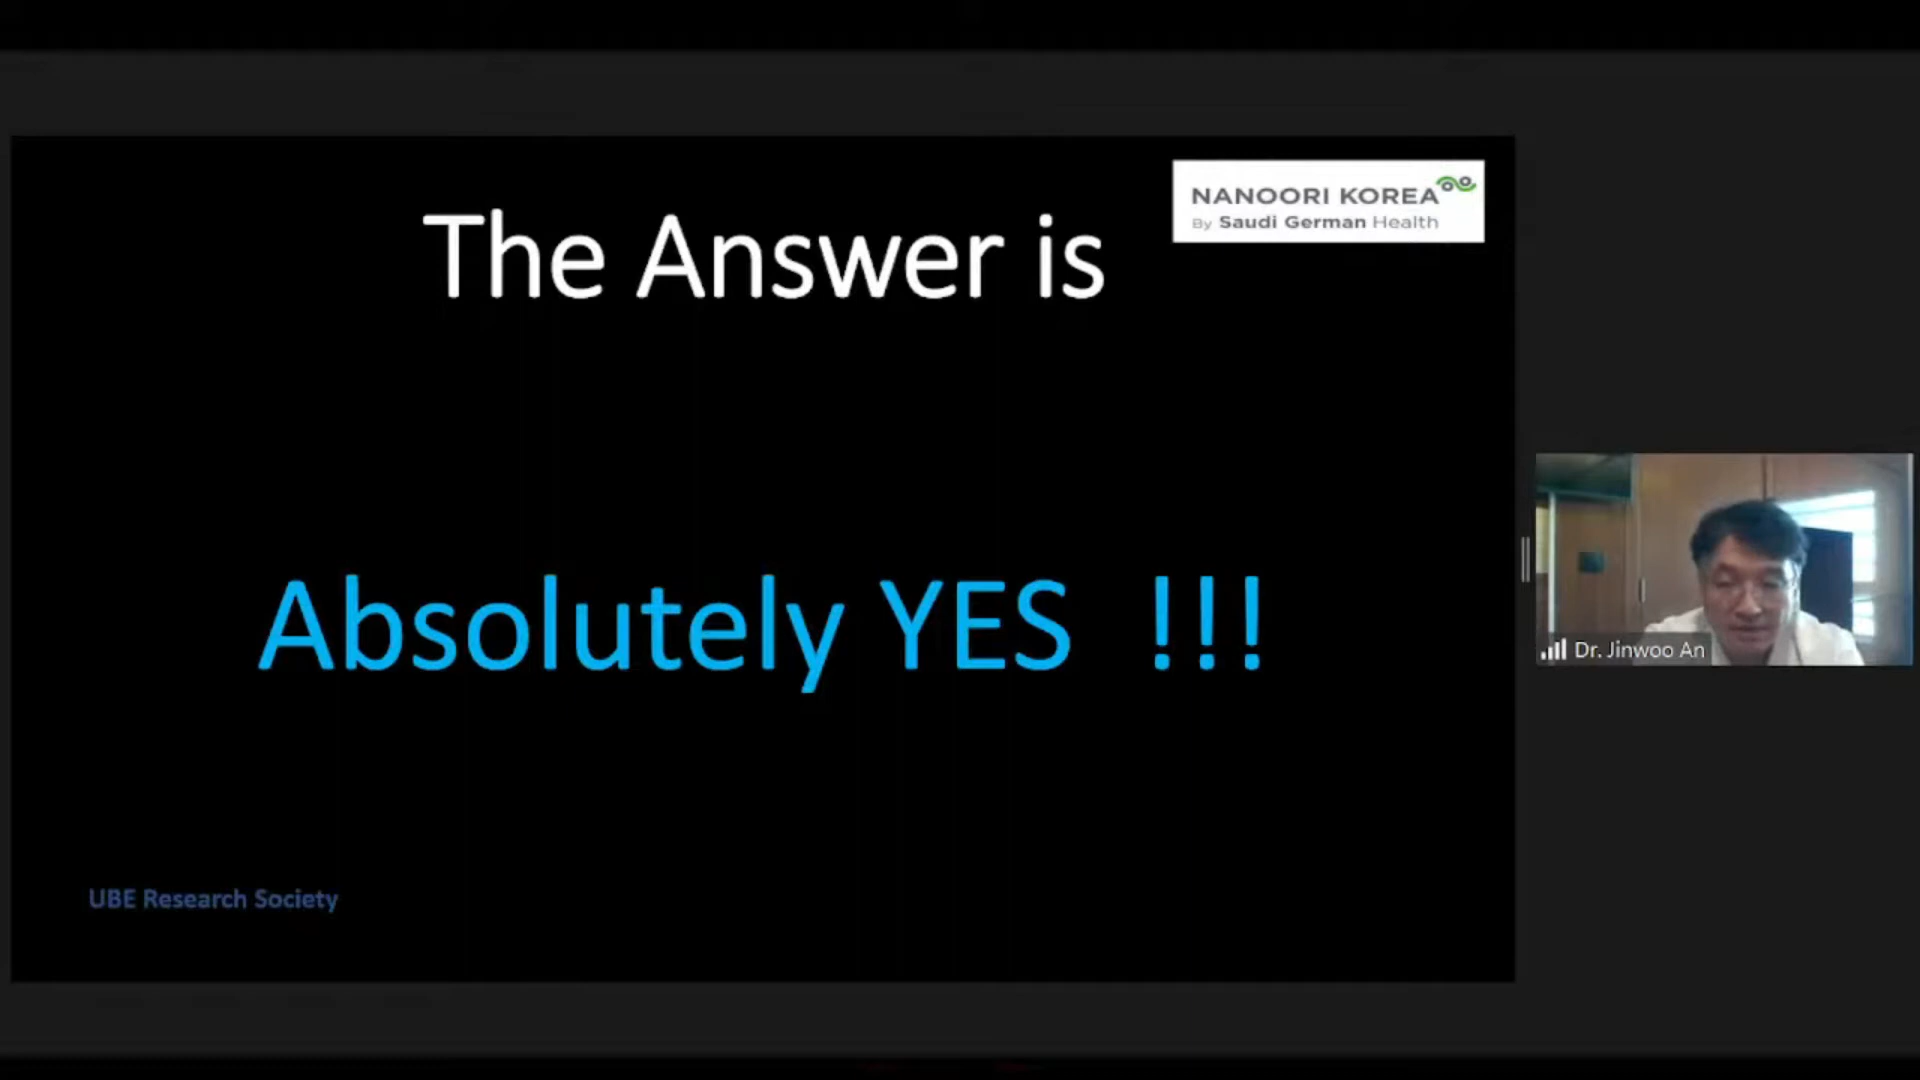 The Answer is
NANOORI KOREA
By Saudi German Health
Absolutely YES !!!
UBE Research Society
Dr. Jinwoo An